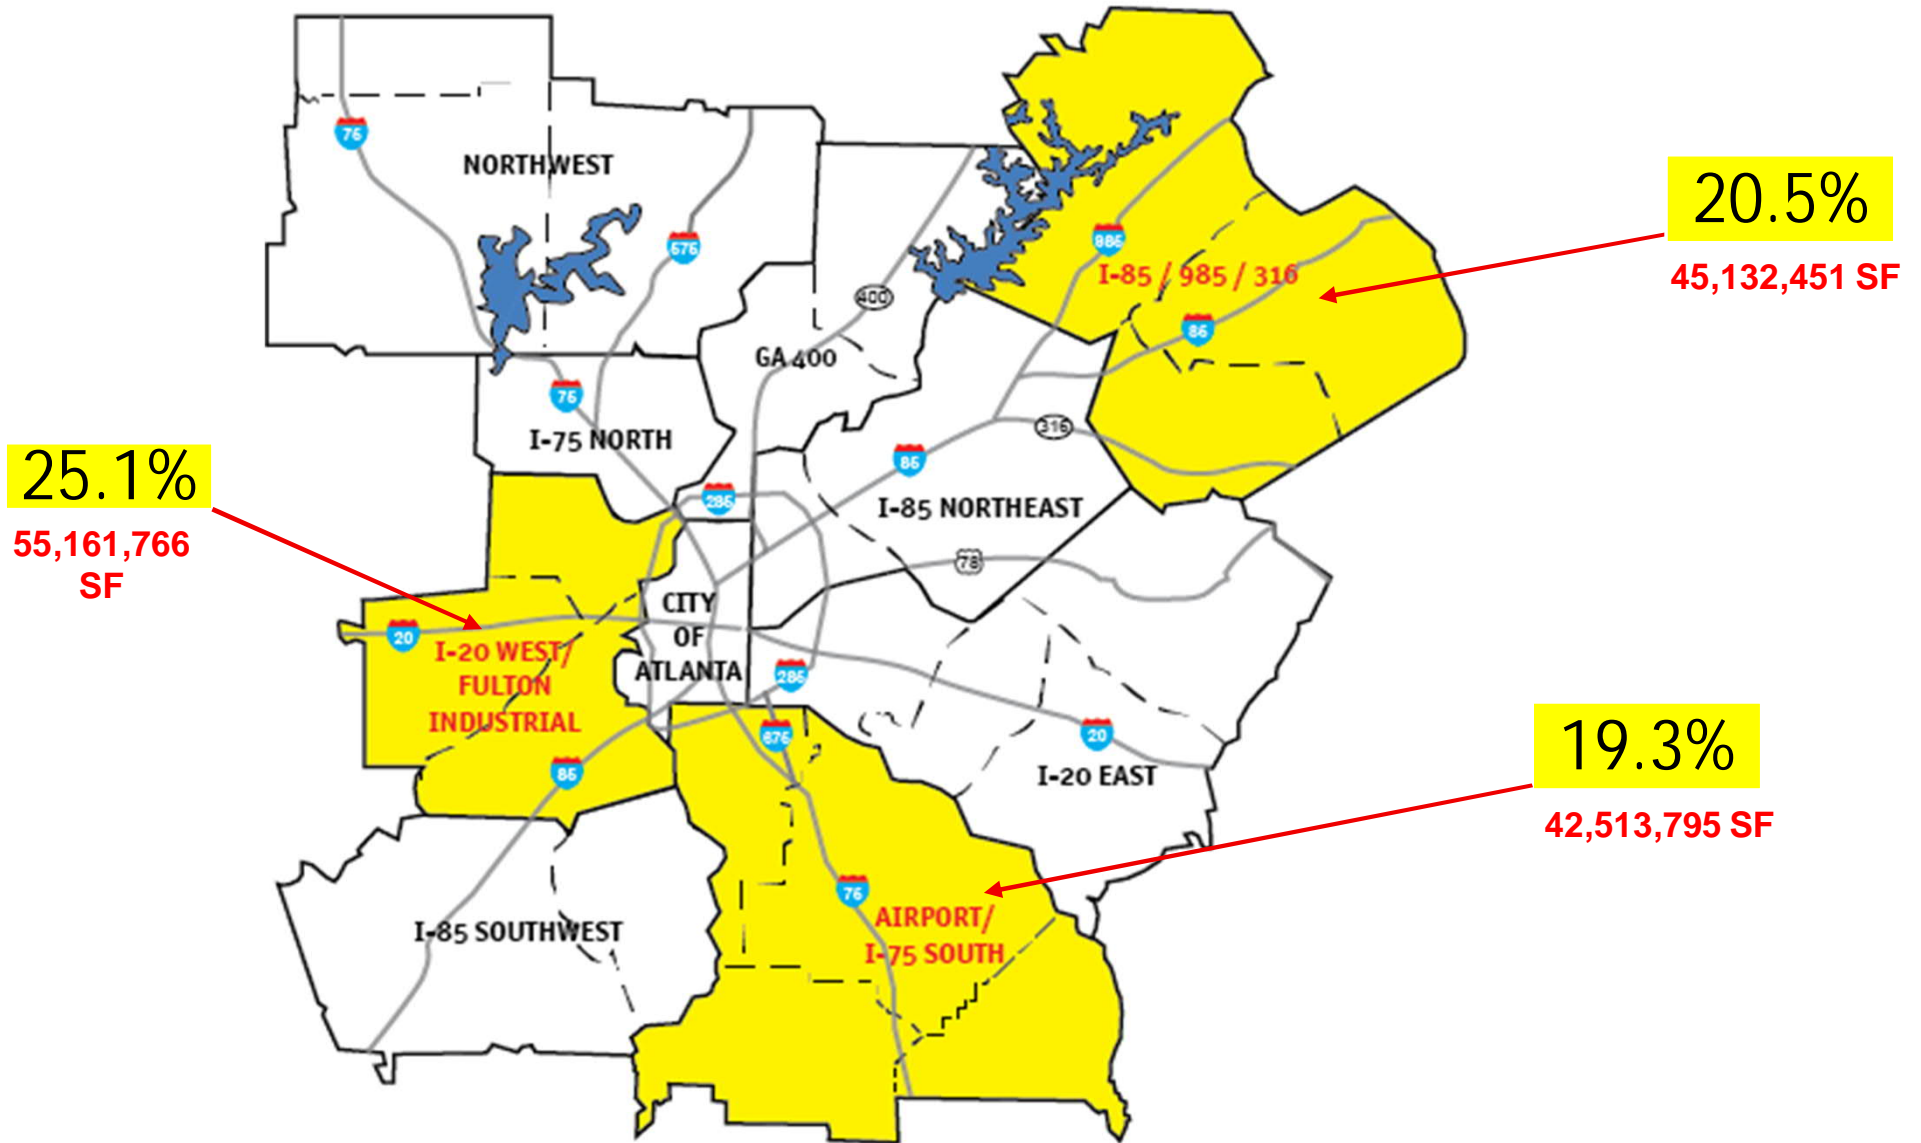 75
NORTHWEST
20.5%
575
985
I-85 / 985 / 316
45,132,451 SF
400
85
GA 400
75
316
I-75 NORTH
85
25.1%
285
I-85 NORTHEAST
55,161,766
SF
78
CITY
OF
ATLANTA
20
I-20 WEST/
FULTON
INDUSTRIAL
285
675
20
19.3%
85
I-20 EAST
42,513,795 SF
75
AIRPORT/
I-75 SOUTH
I-85 SOUTHWEST